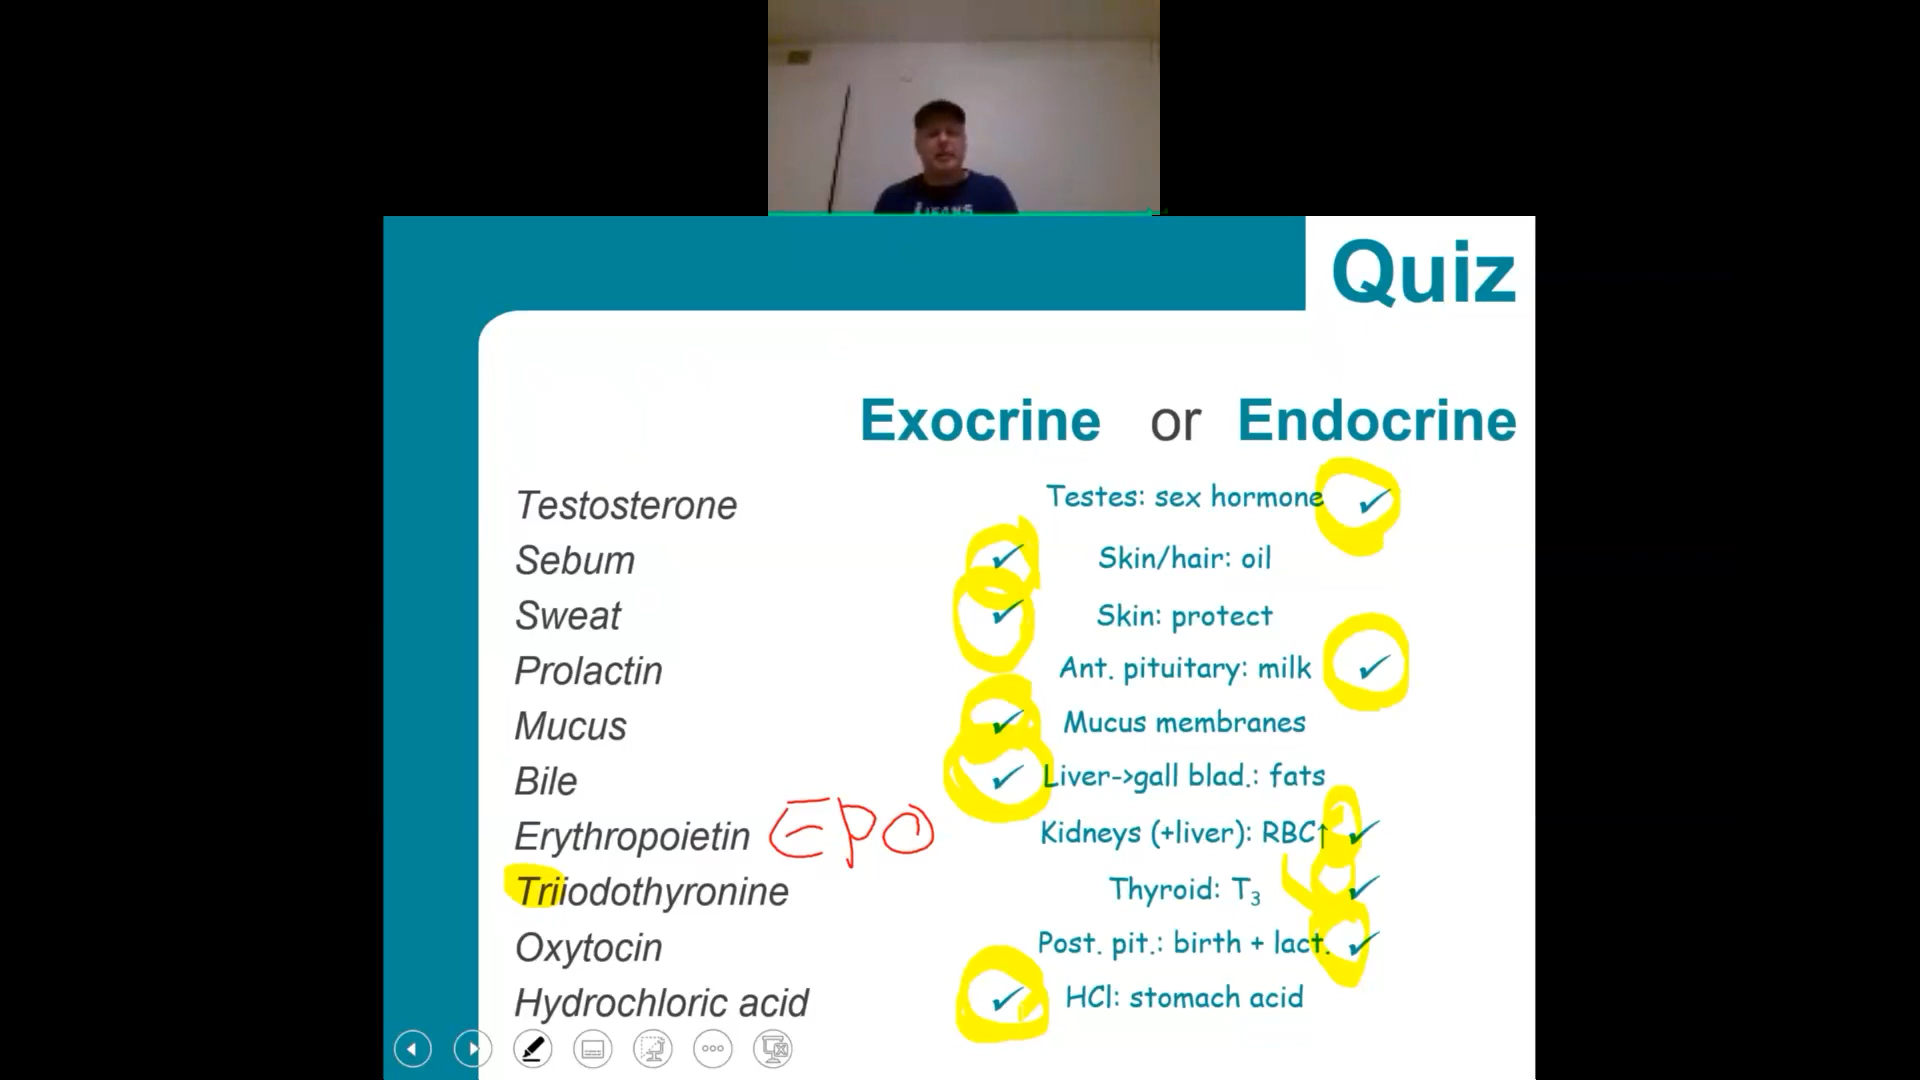 Quiz
Exocrine or Endocrine
Testosterone Testes: sex hormone ✓
Sebum ✓ Skin/hair: oil
Sweat ✓ Skin: protect
Prolactin Ant. pituitary: milk ✓
Mucus ✓ Mucus membranes
Bile ✓ Liver->gall blad.: fats
Erythropoietin EPO Kidneys (+liver): RBC↑ ✓
Triiodothyronine Thyroid: T₃ ✓
Oxytocin Post. pit.: birth + lact. ✓
Hydrochloric acid ✓ HCl: stomach acid